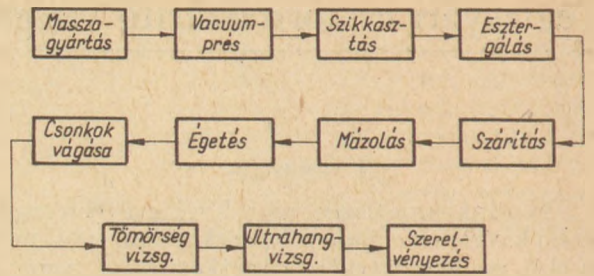 Massza-
gyártás
Vacuum-
prés
Szikkasz-
tás
Eszter-
gálás
Szárítás
Mázolás
Égetés
Csonkok
vágása
Tömörség
vizsg.
Ultrahang-
vizsg.
Szerel-
vényezés